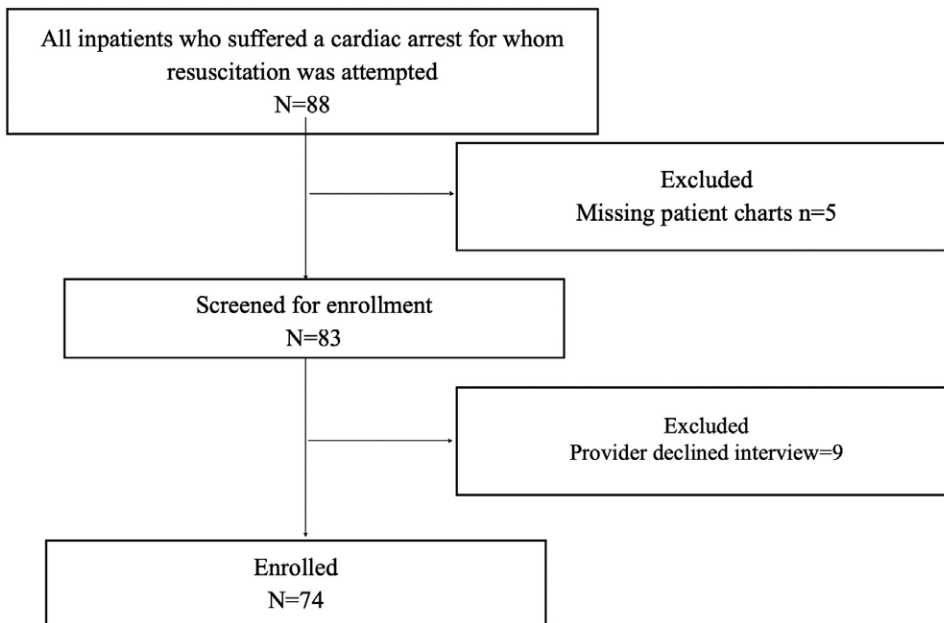 All inpatients who suffered a cardiac arrest for whom
resuscitation was attempted
N=88
Excluded
Missing patient charts n=5
Screened for enrollment
N=83
Excluded
Provider declined interview=9
Enrolled
N=74